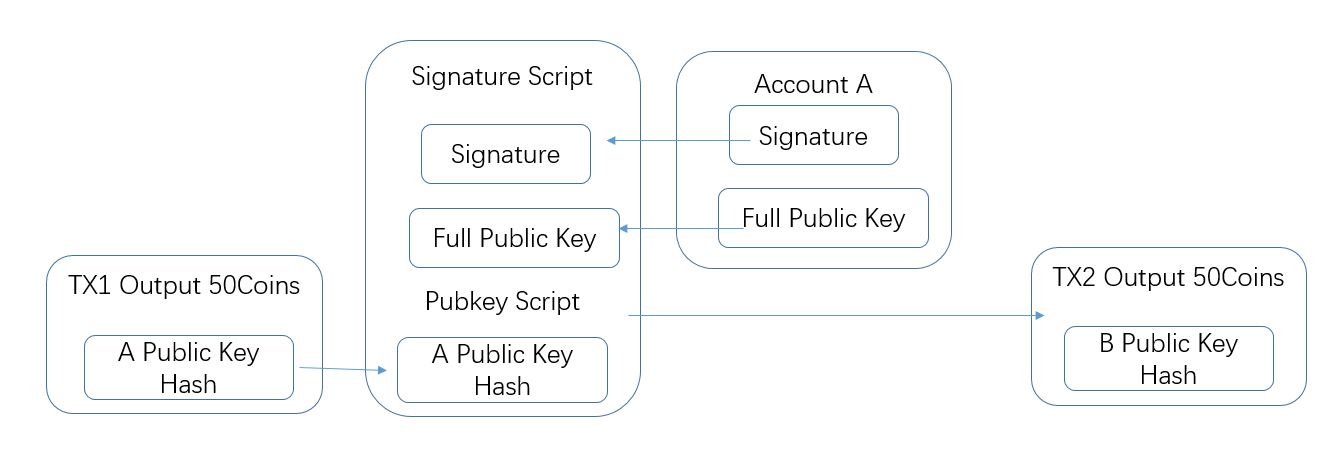 Signature Script
Signature
Full Public Key
Pubkey Script
A Public Key
Hash
Account A
Signature
Full Public Key
TX1 Output 50Coins
A Public Key
Hash
TX2 Output 50Coins
B Public Key
Hash